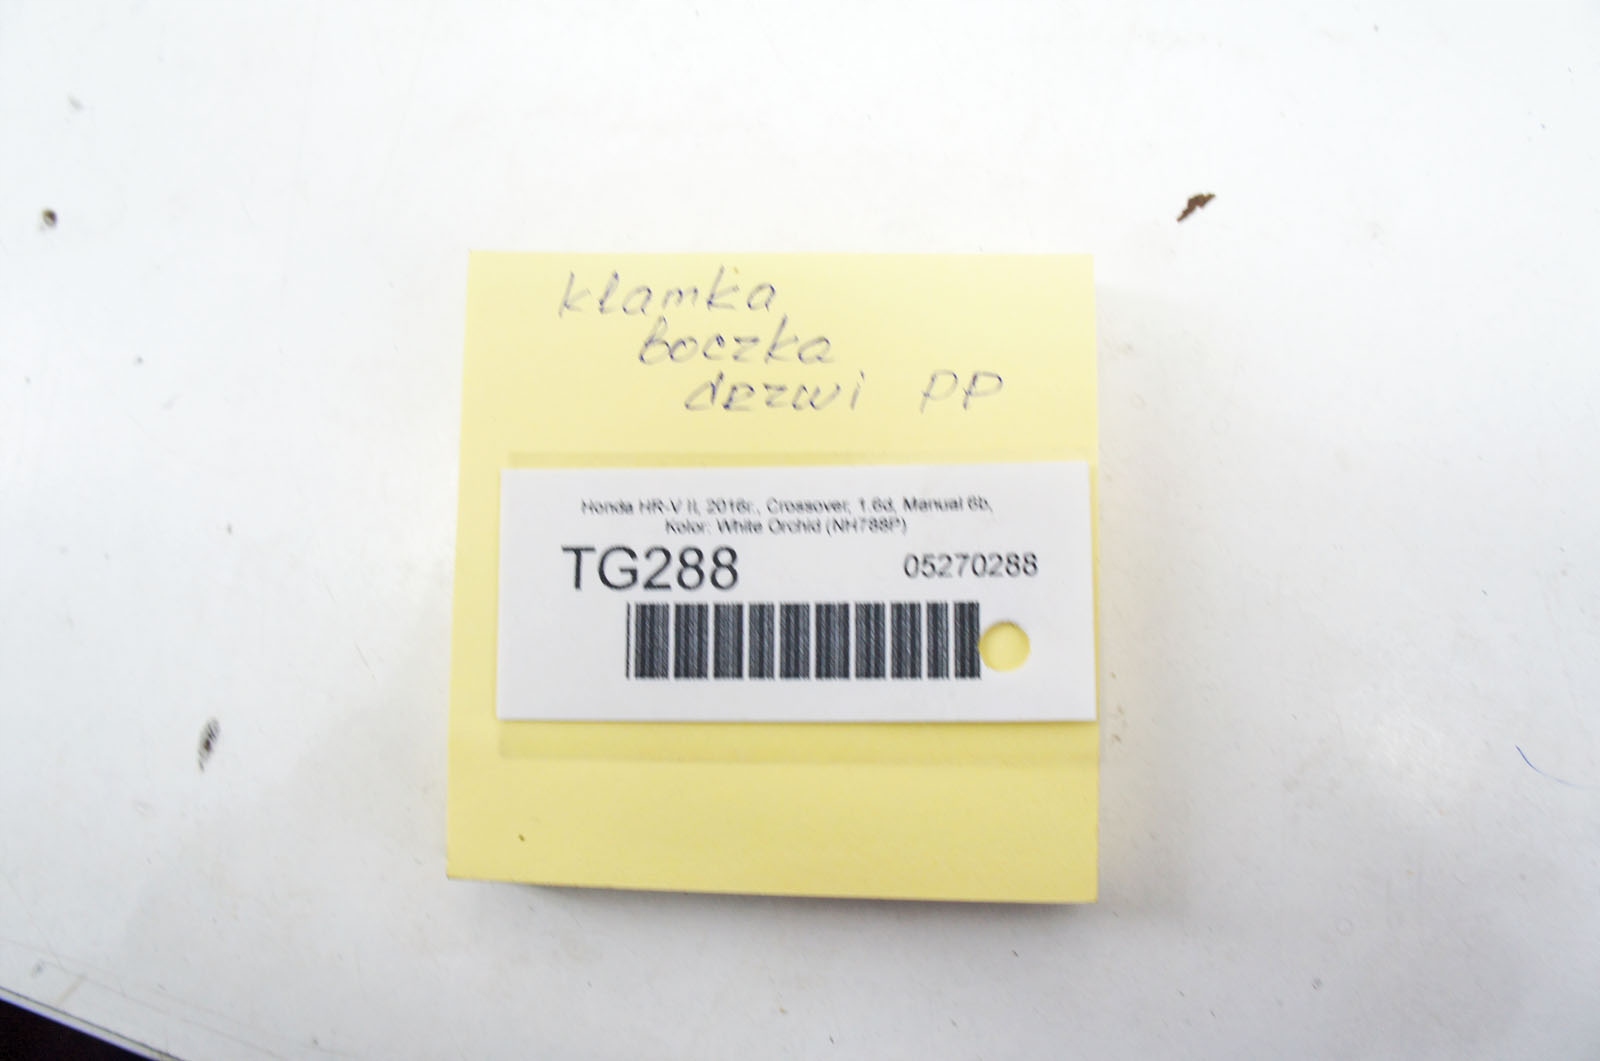 klamka
boczka
drzwi PP
Honda HR-V II, 2016r., Crossover, 1.6d, Manual 6b,
Kolor: White Orchid (NH788P)
TG288 05270288